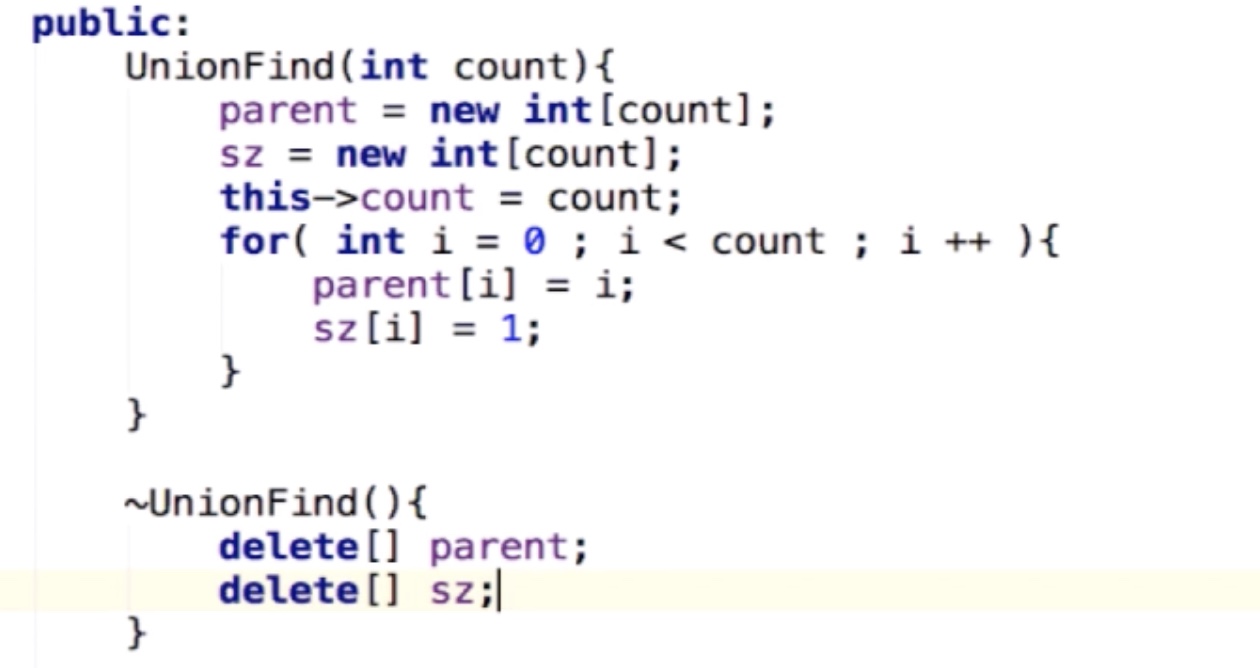 public:
    UnionFind(int count){
        parent = new int[count];
        sz = new int[count];
        this->count = count;
        for( int i = 0 ; i < count ; i ++ ){
            parent[i] = i;
            sz[i] = 1;
        }
    }

    ~UnionFind(){
        delete[] parent;
        delete[] sz;
    }